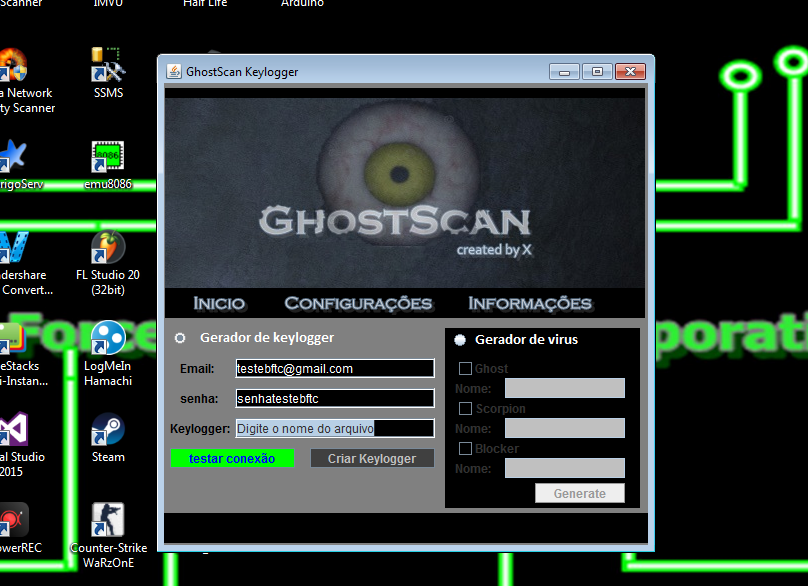 Scanner
IMVU
Half Life
Arduino
Network
ty Scanner
SSMS
rigoServ
emu8086
dershare
Convert...
FL Studio 20
(32bit)
eStacks
i-Instan...
LogMeIn
Hamachi
al Studio
2015
Steam
owerREC
Counter-Strike
WaRzOnE
Force
porati
GhostScan Keylogger
GHOSTSCAN
created by X
INICIO
CONFIGURAÇÕES
INFORMAÇÕES
Gerador de keylogger
Email:
testebftc@gmail.com
senha:
senhatestebftc
Keylogger:
Digite o nome do arquivo
testar conexão
Criar Keylogger
Gerador de virus
Ghost
Nome:
Scorpion
Nome:
Blocker
Nome:
Generate